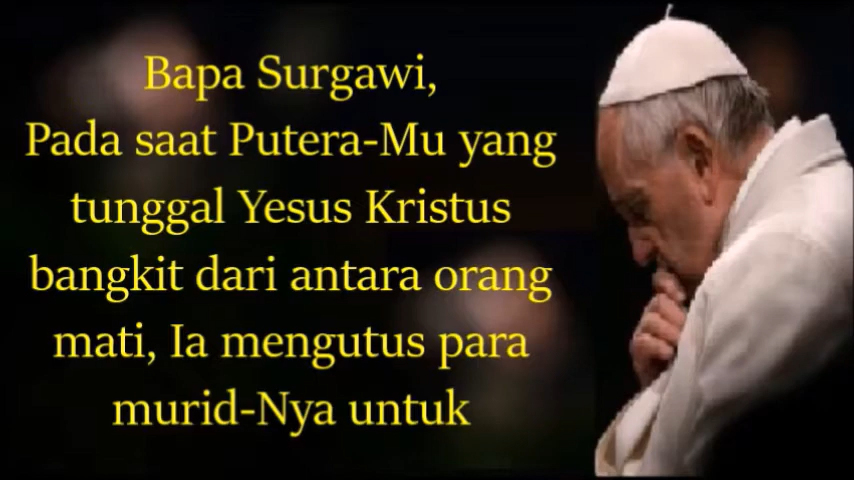 Bapa Surgawi,
Pada saat Putera-Mu yang
tunggal Yesus Kristus
bangkit dari antara orang
mati, Ia mengutus para
murid-Nya untuk